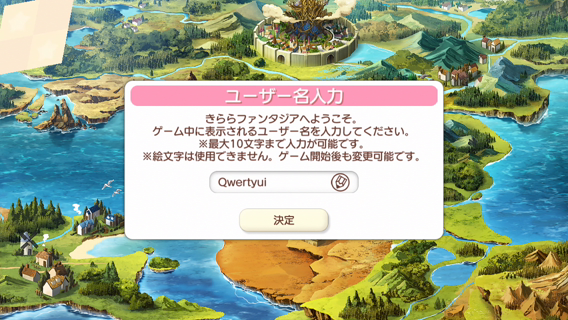 ユーザー名入力
きららファンタジアへようこそ。
ゲーム中に表示されるユーザー名を入力してください。
※最大10文字まで入力が可能です。
※絵文字は使用できません。ゲーム開始後も変更可能です。
Qwertyui
決定